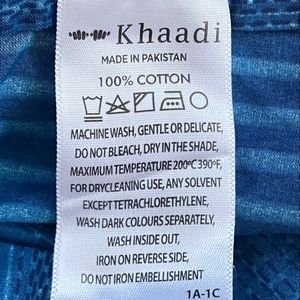 Khaadi
MADE IN PAKISTAN
100% COTTON
MACHINE WASH, GENTLE OR DELICATE,
DO NOT BLEACH, DRY IN THE SHADE,
MAXIMUM TEMPERATURE 200°C 390°F,
FOR DRYCLEANING USE, ANY SOLVENT
EXCEPT TETRACHLORETHYLENE,
WASH DARK COLOURS SEPARATELY,
WASH INSIDE OUT,
IRON ON REVERSE SIDE,
DO NOT IRON EMBELLISHMENT
1A-1C